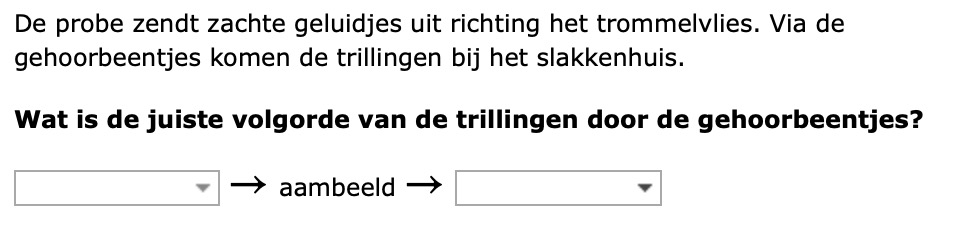 De probe zendt zachte geluidjes uit richting het trommelvlies. Via de
gehoorbeentjes komen de trillingen bij het slakkenhuis.
Wat is de juiste volgorde van de trillingen door de gehoorbeentjes?
→ aambeeld →